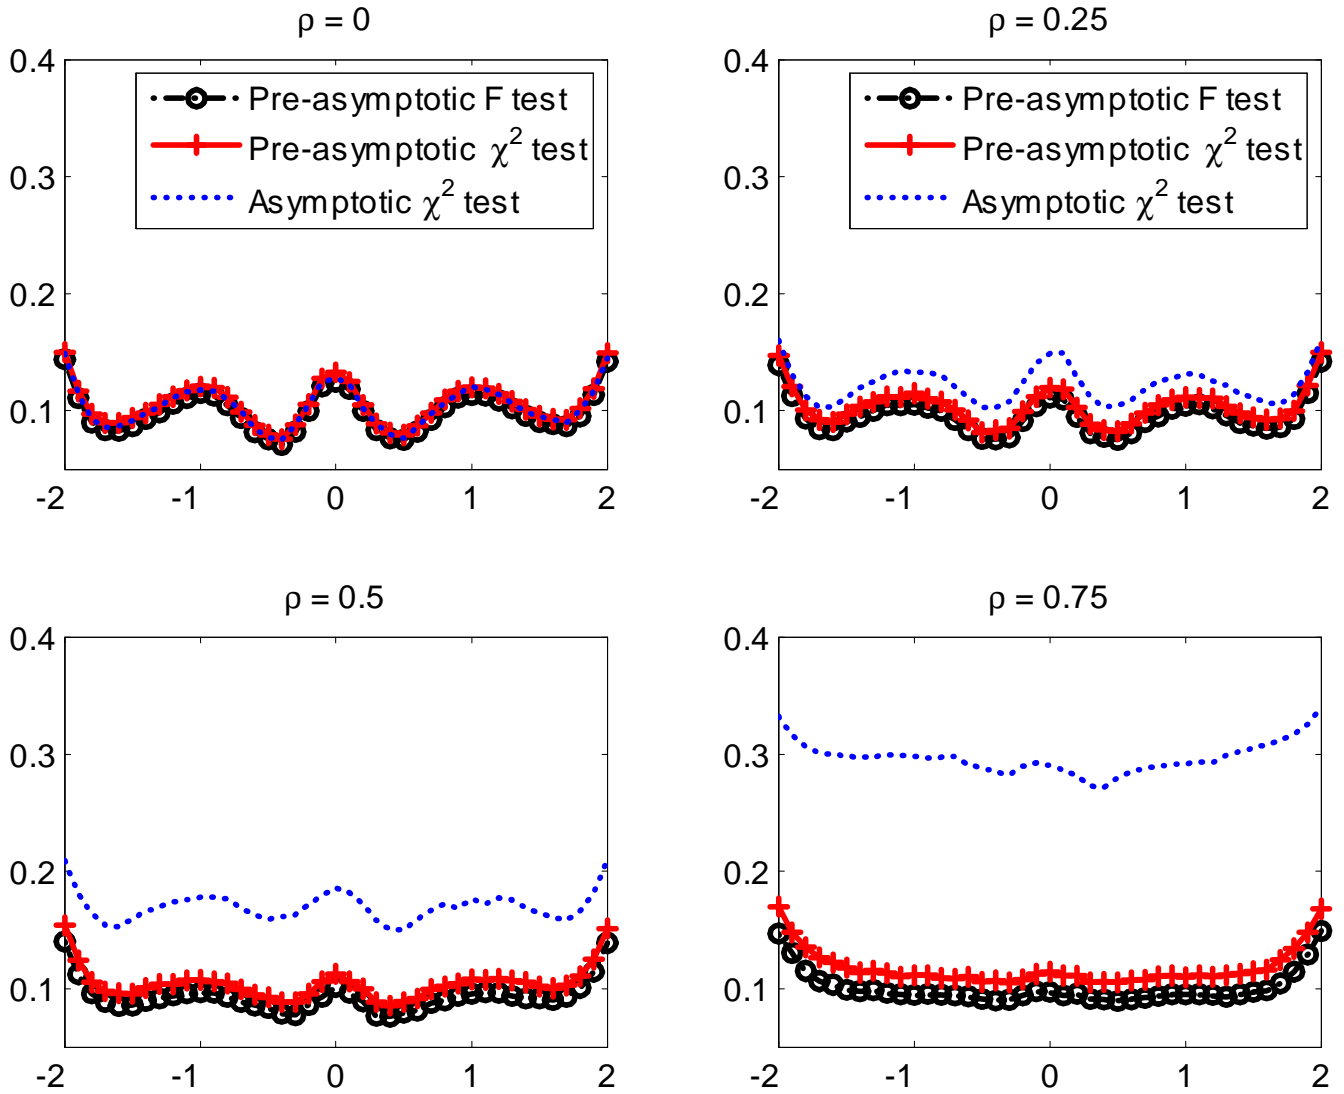 ρ = 0
0.4
0.3
0.2
0.1
-2 -1 0 1 2
Pre-asymptotic F test
Pre-asymptotic χ² test
Asymptotic χ² test
ρ = 0.25
0.4
0.3
0.2
0.1
-2 -1 0 1 2
Pre-asymptotic F test
Pre-asymptotic χ² test
Asymptotic χ² test
ρ = 0.5
0.4
0.3
0.2
0.1
-2 -1 0 1 2
ρ = 0.75
0.4
0.3
0.2
0.1
-2 -1 0 1 2